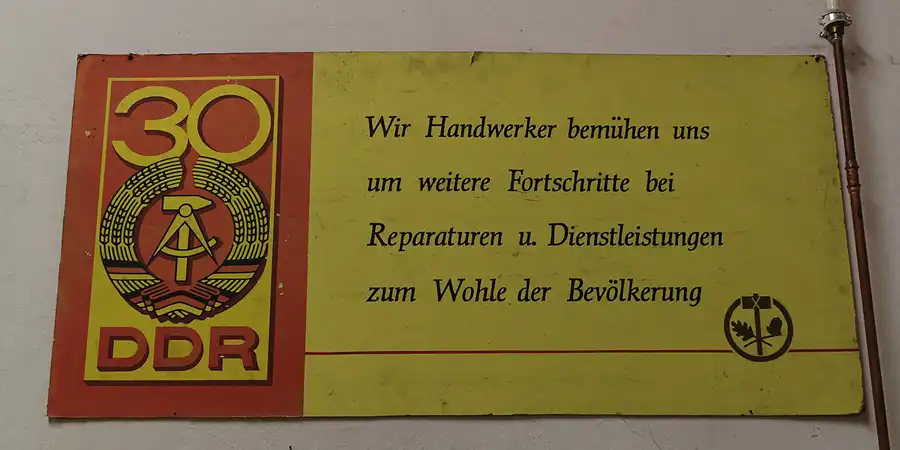 30
DDR
Wir Handwerker bemühen uns
um weitere Fortschritte bei
Reparaturen u. Dienstleistungen
zum Wohle der Bevölkerung